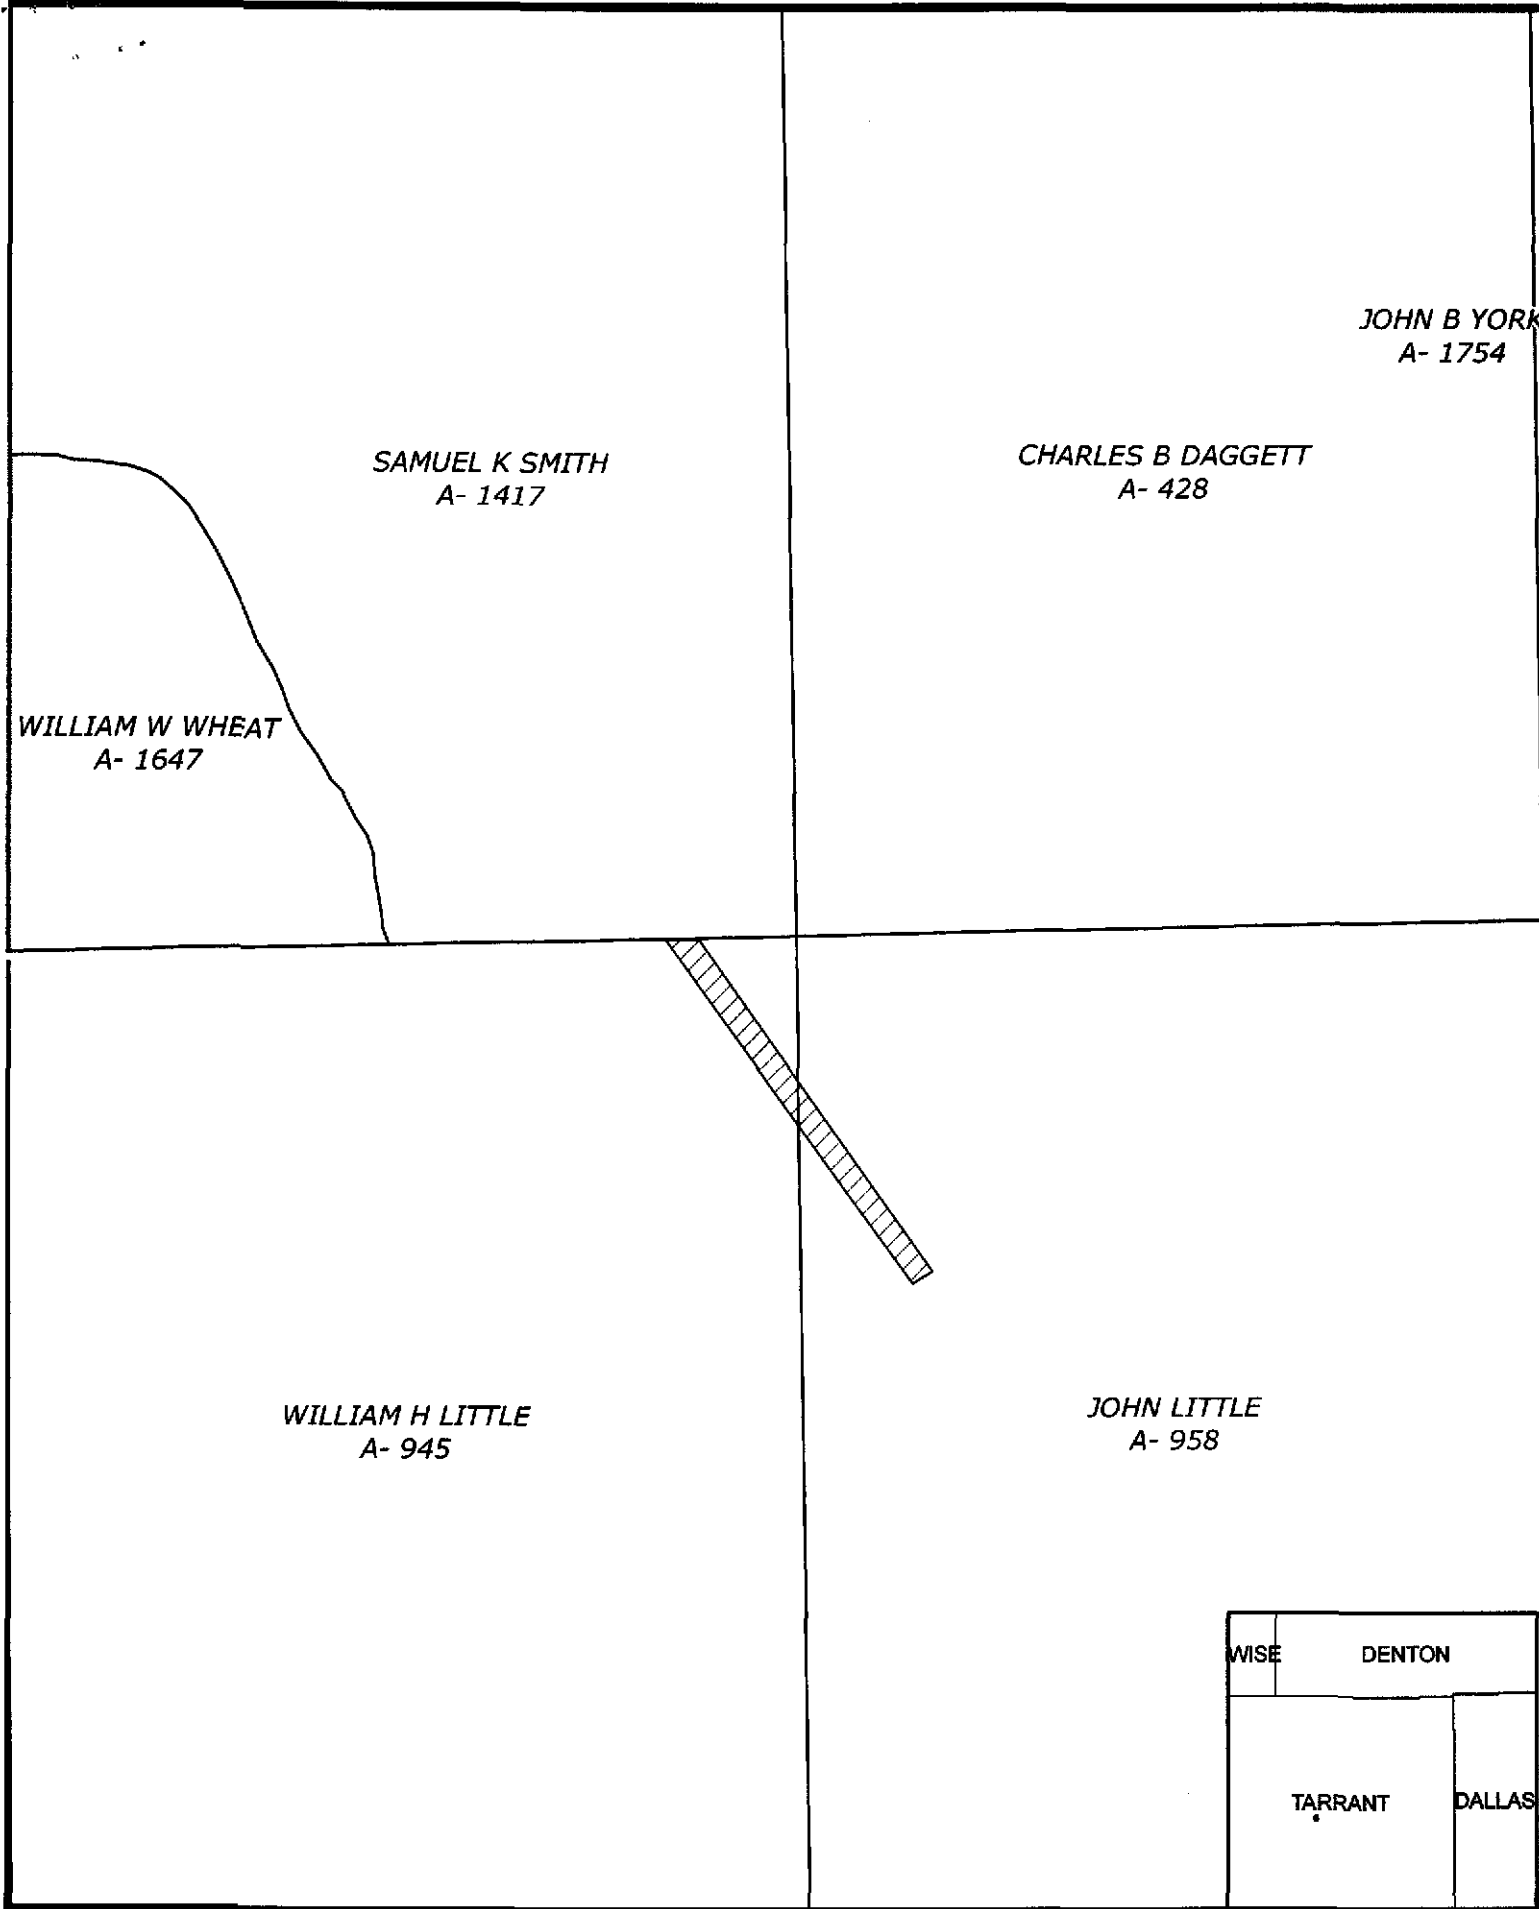 JOHN B YORK
A- 1754
SAMUEL K SMITH
A- 1417
CHARLES B DAGGETT
A- 428
WILLIAM W WHEAT
A- 1647
WILLIAM H LITTLE
A- 945
JOHN LITTLE
A- 958
WISE
DENTON
TARRANT
DALLAS